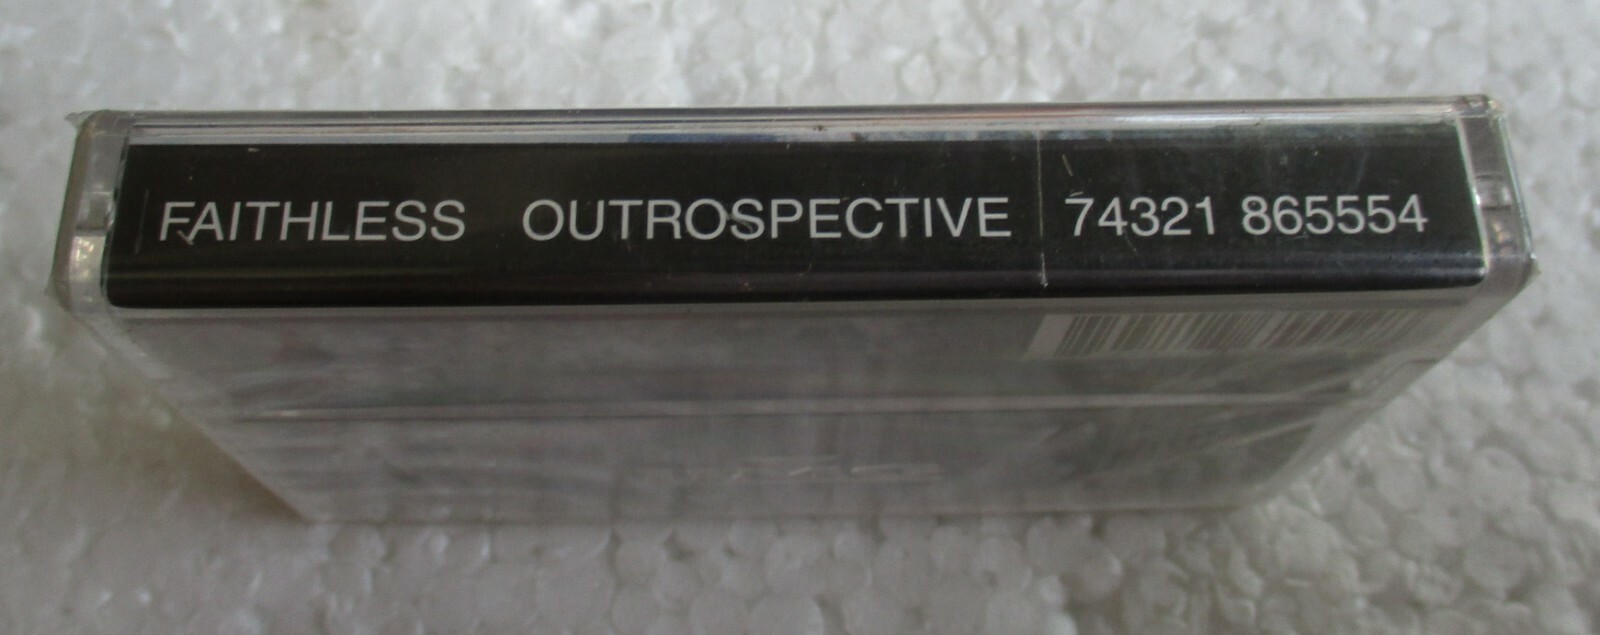 FAITHLESS OUTROSPECTIVE 74321 865554